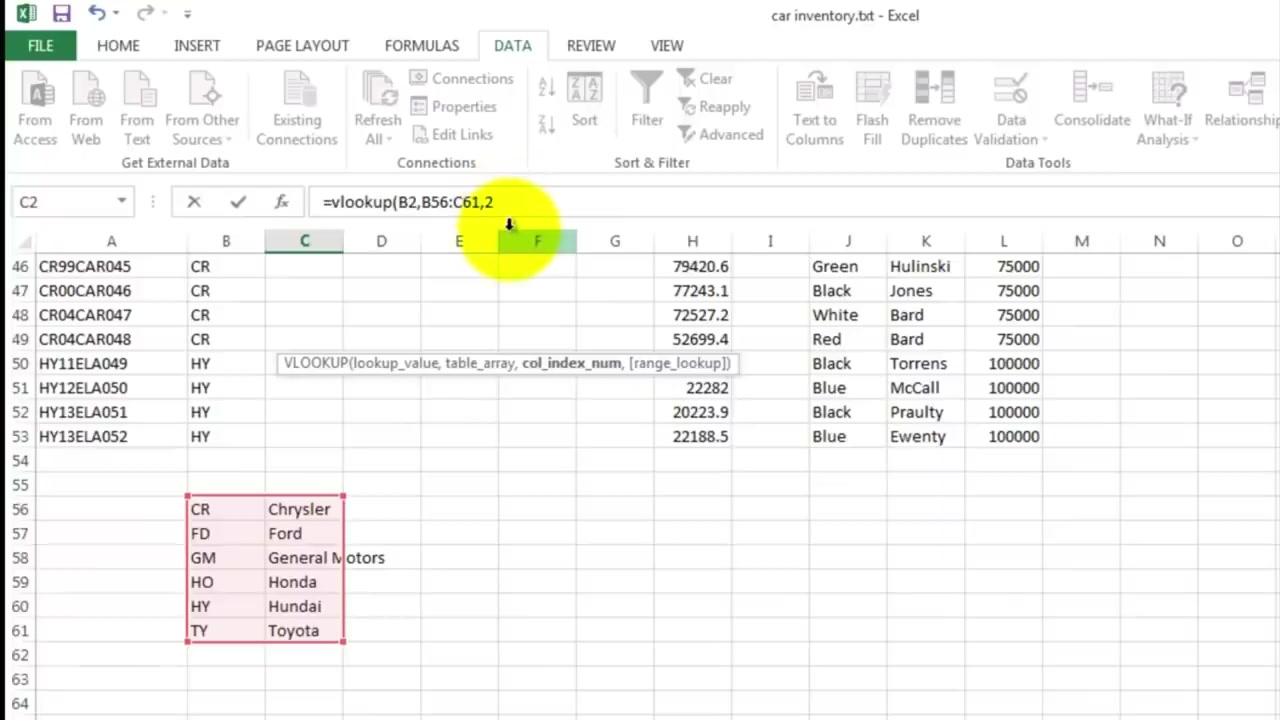 car inventory.txt - Excel
FILE HOME INSERT PAGE LAYOUT FORMULAS DATA REVIEW VIEW
From Access
From Web
From Text
From Other Sources
Existing Connections
Refresh All
Connections
Properties
Edit Links
Sort
Filter
Clear
Reapply
Advanced
Text to Columns
Flash Fill
Remove Duplicates
Data Validation
Consolidate
What-If Analysis
Relationship
Get External Data Connections Sort & Filter Data Tools
C2 fx =vlookup(B2,B56:C61,2
A B C D E F G H I J K L M N O
46 CR99CAR045 CR 79420.6 Green Hulinski 75000
47 CR00CAR046 CR 77243.1 Black Jones 75000
48 CR04CAR047 CR 72527.2 White Bard 75000
49 CR04CAR048 CR 52699.4 Red Bard 75000
50 HY11ELA049 HY VLOOKUP(lookup_value, table_array, col_index_num, [range_lookup]) Black Torrens 100000
51 HY12ELA050 HY 22282 Blue McCall 100000
52 HY13ELA051 HY 20223.9 Black Praulty 100000
53 HY13ELA052 HY 22188.5 Blue Ewenty 100000
54
55
56 CR Chrysler
57 FD Ford
58 GM General Motors
59 HO Honda
60 HY Hundai
61 TY Toyota
62
63
64